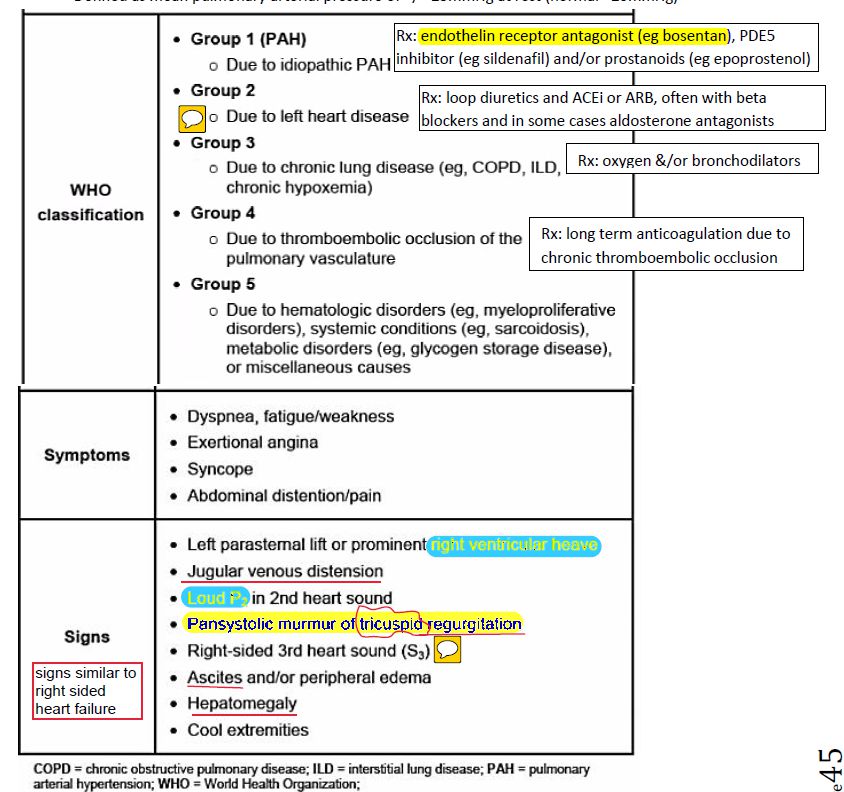 WHO
classification
• Group 1 (PAH)
o Due to idiopathic PAH
Rx: endothelin receptor antagonist (eg bosentan), PDE5
inhibitor (eg sildenafil) and/or prostanoids (eg epoprostenol)
• Group 2
o Due to left heart disease
Rx: loop diuretics and ACEi or ARB, often with beta
blockers and in some cases aldosterone antagonists
• Group 3
o Due to chronic lung disease (eg, COPD, ILD,
chronic hypoxemia)
Rx: oxygen &/or bronchodilators
• Group 4
o Due to thromboembolic occlusion of the
pulmonary vasculature
Rx: long term anticoagulation due to
chronic thromboembolic occlusion
• Group 5
o Due to hematologic disorders (eg, myeloproliferative
disorders), systemic conditions (eg, sarcoidosis),
metabolic disorders (eg, glycogen storage disease),
or miscellaneous causes
Symptoms
• Dyspnea, fatigue/weakness
• Exertional angina
• Syncope
• Abdominal distention/pain
Signs
signs similar to
right sided
heart failure
• Left parasternal lift or prominent right ventricular heave
• Jugular venous distension
• Loud P₂ in 2nd heart sound
• Pansystolic murmur of tricuspid regurgitation
• Right-sided 3rd heart sound (S₃)
• Ascites and/or peripheral edema
• Hepatomegaly
• Cool extremities
COPD = chronic obstructive pulmonary disease; ILD = interstitial lung disease; PAH = pulmonary
arterial hypertension; WHO = World Health Organization;
e45